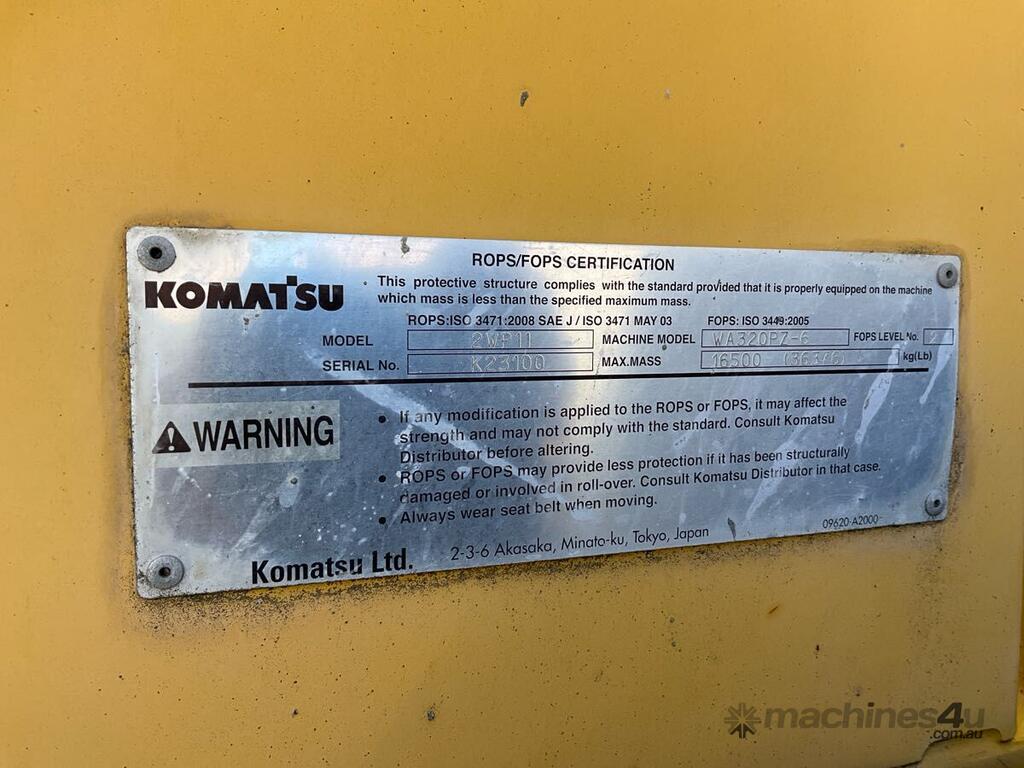 ROPS/FOPS CERTIFICATION
KOMATSU
This protective structure complies with the standard provided that it is properly equipped on the machine
which mass is less than the specified maximum mass.
ROPS:ISO 3471:2008 SAE J / ISO 3471 MAY 03 FOPS: ISO 3449:2005
MODEL 2WP11 MACHINE MODEL WA320PZ-6 FOPS LEVEL No. 2
SERIAL No. K23100 MAX.MASS 16500 (36376) kg(Lb)
WARNING
• If any modification is applied to the ROPS or FOPS, it may affect the
strength and may not comply with the standard. Consult Komatsu
Distributor before altering.
• ROPS or FOPS may provide less protection if it has been structurally
damaged or involved in roll-over. Consult Komatsu Distributor in that case.
• Always wear seat belt when moving.
09620-A2000
Komatsu Ltd. 2-3-6 Akasaka, Minato-ku, Tokyo, Japan
machines4u
.com.au